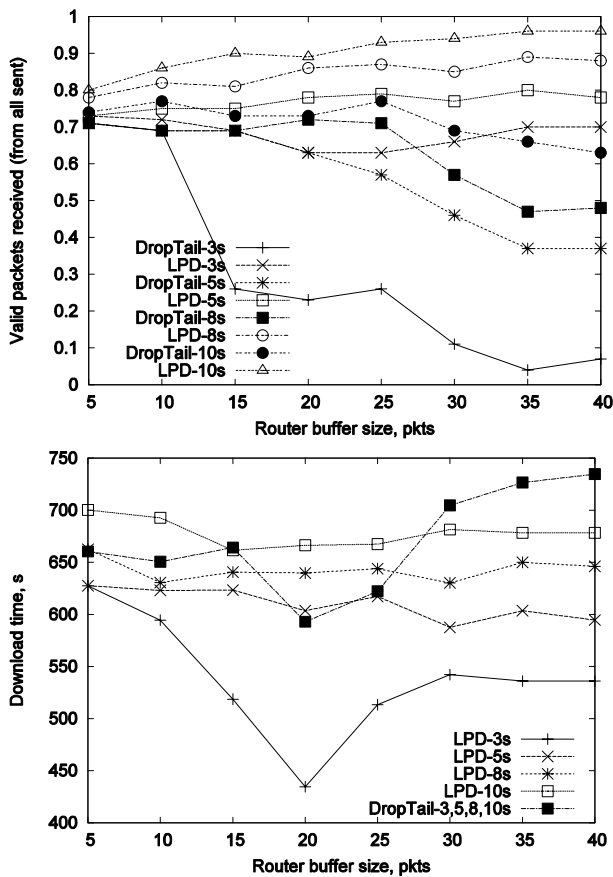 1
0.9
0.8
0.7
0.6
0.5
0.4
0.3
0.2
0.1
0
Valid packets received (from all sent)
DropTail-3s
LPD-3s
DropTail-5s
LPD-5s
DropTail-8s
LPD-8s
DropTail-10s
LPD-10s
5 10 15 20 25 30 35 40
Router buffer size, pkts
750
700
650
600
550
500
450
400
Download time, s
LPD-3s
LPD-5s
LPD-8s
LPD-10s
DropTail-3,5,8,10s
5 10 15 20 25 30 35 40
Router buffer size, pkts